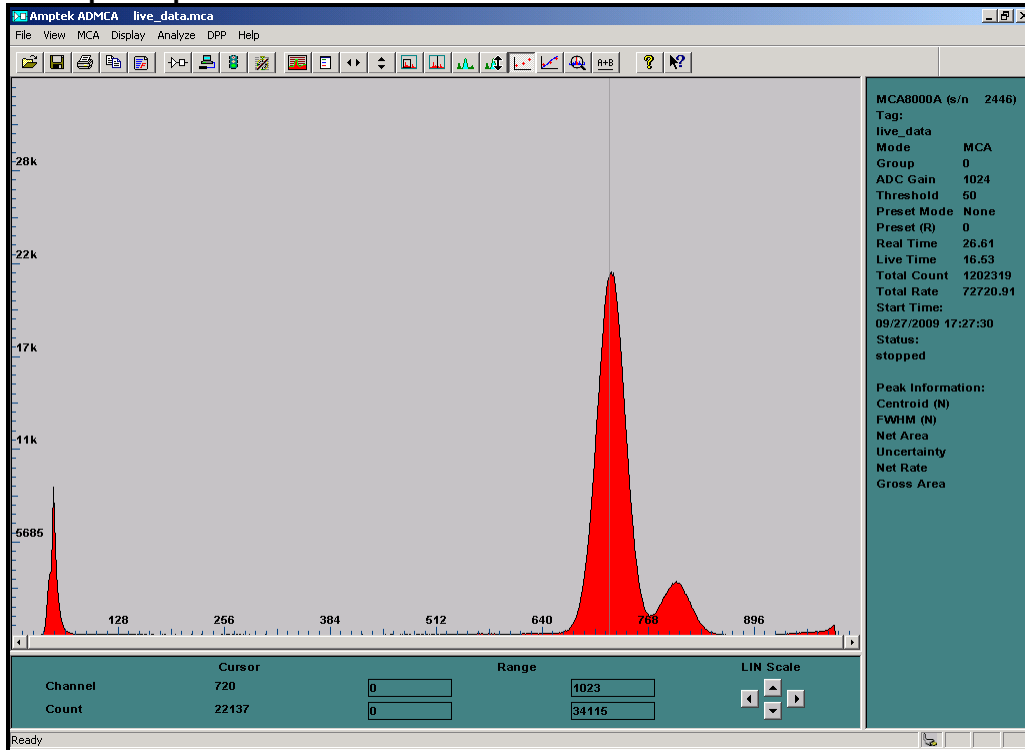 Amptek ADMCA live_data.mca
File View MCA Display Analyze DPP Help
A+B
28k
22k
17k
11k
5685
128 256 384 512 640 768 896
MCA8000A (s/n 2446)
Tag:
live_data
Mode MCA
Group 0
ADC Gain 1024
Threshold 50
Preset Mode None
Preset (R) 0
Real Time 26.61
Live Time 16.53
Total Count 1202319
Total Rate 72720.91
Start Time:
09/27/2009 17:27:30
Status:
stopped
Peak Information:
Centroid (N)
FWHM (N)
Net Area
Uncertainty
Net Rate
Gross Area
Cursor Range LIN Scale
Channel 720 0 1023
Count 22137 0 34115
Ready